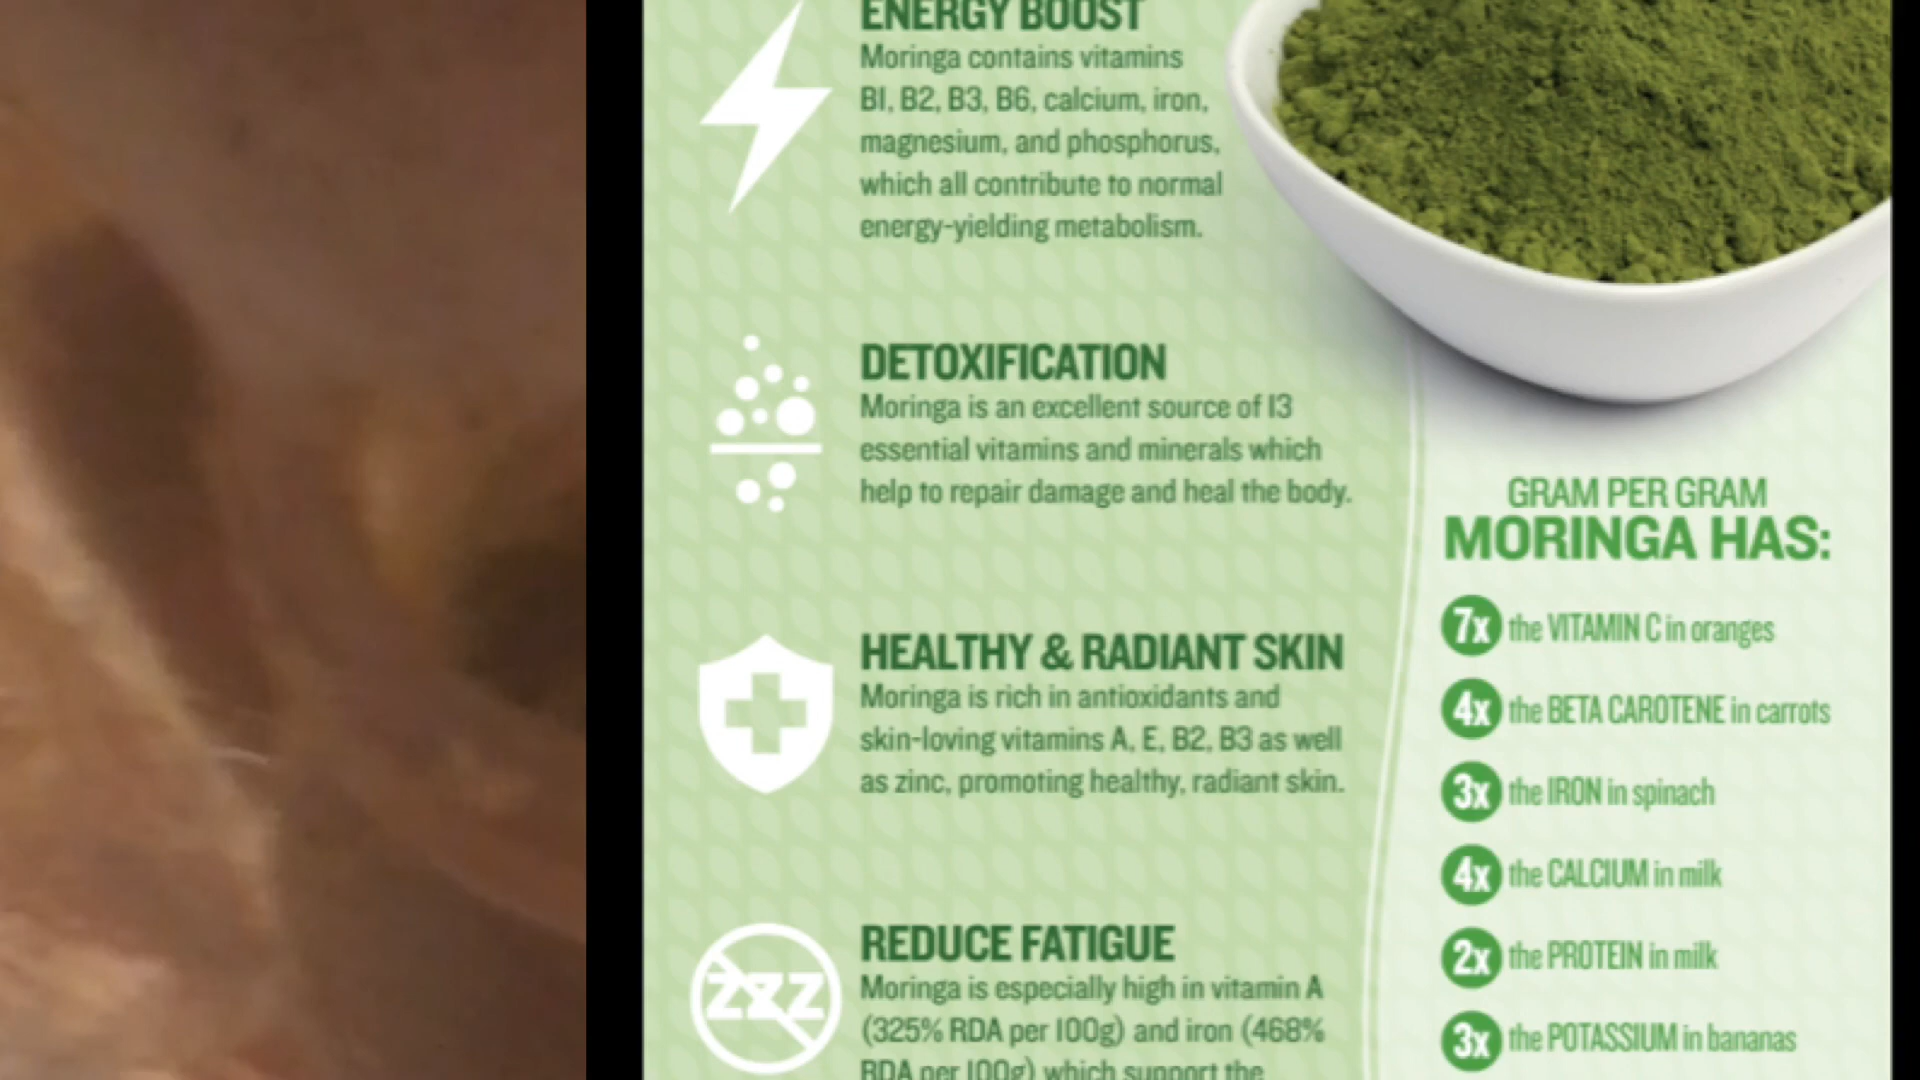 ENERGY BOOST
Moringa contains vitamins
B1, B2, B3, B6, calcium, iron,
magnesium, and phosphorus,
which all contribute to normal
energy-yielding metabolism.
DETOXIFICATION
Moringa is an excellent source of 13
essential vitamins and minerals which
help to repair damage and heal the body.
HEALTHY & RADIANT SKIN
Moringa is rich in antioxidants and
skin-loving vitamins A, E, B2, B3 as well
as zinc, promoting healthy, radiant skin.
zzz
REDUCE FATIGUE
Moringa is especially high in vitamin A
(325% RDA per 100g) and iron (468%
RDA per 100g) which support the
GRAM PER GRAM
MORINGA HAS:
7x the VITAMIN C in oranges
4x the BETA CAROTENE in carrots
3x the IRON in spinach
4x the CALCIUM in milk
2x the PROTEIN in milk
3x the POTASSIUM in bananas